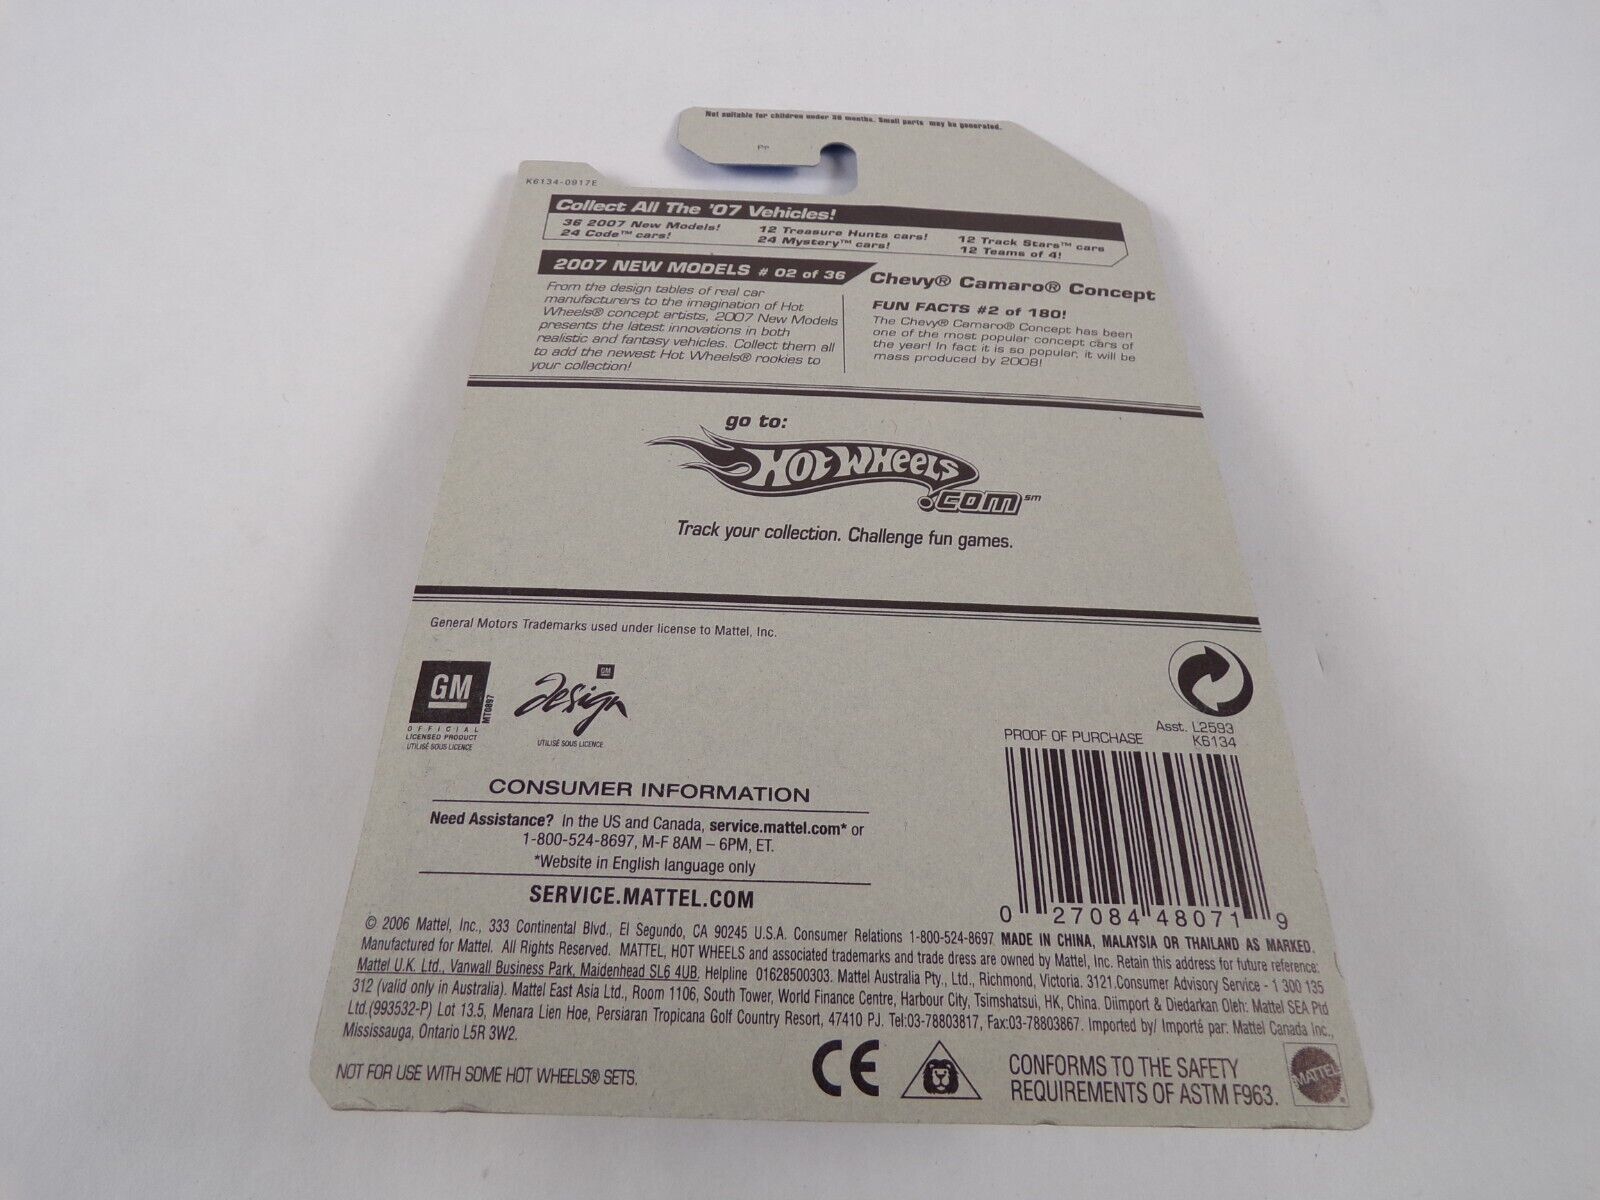 Not suitable for children under 36 months. Small parts may be generated.
PP
K6134-0917E
Collect All The '07 Vehicles!
36 2007 New Models!
24 Code™ cars!
12 Treasure Hunts cars!
24 Mystery™ cars!
12 Track Stars™ cars
12 Teams of 4!
2007 NEW MODELS # 02 of 36
From the design tables of real car
manufacturers to the imagination of Hot
Wheels® concept artists, 2007 New Models
presents the latest innovations in both
realistic and fantasy vehicles. Collect them all
to add the newest Hot Wheels® rookies to
your collection!
Chevy® Camaro® Concept
FUN FACTS #2 of 180!
The Chevy® Camaro® Concept has been
one of the most popular concept cars of
the year! In fact it is so popular, it will be
mass produced by 2008!
go to:
HOT WHEELS
.COM℠
Track your collection. Challenge fun games.
General Motors Trademarks used under license to Mattel, Inc.
GM
MT0897
OFFICIAL
LICENSED PRODUCT
UTILISÉ SOUS LICENCE
GM
Design
UTILISÉ SOUS LICENCE
Asst. L2593
K6134
PROOF OF PURCHASE
0 27084 48071 9
CONSUMER INFORMATION
Need Assistance? In the US and Canada, service.mattel.com* or
1-800-524-8697, M-F 8AM – 6PM, ET.
*Website in English language only
SERVICE.MATTEL.COM
© 2006 Mattel, Inc., 333 Continental Blvd., El Segundo, CA 90245 U.S.A. Consumer Relations 1-800-524-8697. MADE IN CHINA, MALAYSIA OR THAILAND AS MARKED.
Manufactured for Mattel. All Rights Reserved. MATTEL, HOT WHEELS and associated trademarks and trade dress are owned by Mattel, Inc. Retain this address for future reference:
Mattel U.K. Ltd., Vanwall Business Park, Maidenhead SL6 4UB. Helpline 01628500303. Mattel Australia Pty., Ltd., Richmond, Victoria. 3121.Consumer Advisory Service - 1 300 135
312 (valid only in Australia). Mattel East Asia Ltd., Room 1106, South Tower, World Finance Centre, Harbour City, Tsimshatsui, HK, China. Diimport & Diedarkan Oleh: Mattel SEA Ptd
Ltd.(993532-P) Lot 13.5, Menara Lien Hoe, Persiaran Tropicana Golf Country Resort, 47410 PJ. Tel:03-78803817, Fax:03-78803867. Imported by/ Importé par: Mattel Canada Inc.,
Mississauga, Ontario L5R 3W2.
NOT FOR USE WITH SOME HOT WHEELS® SETS.
CE
CONFORMS TO THE SAFETY
REQUIREMENTS OF ASTM F963.
MATTEL